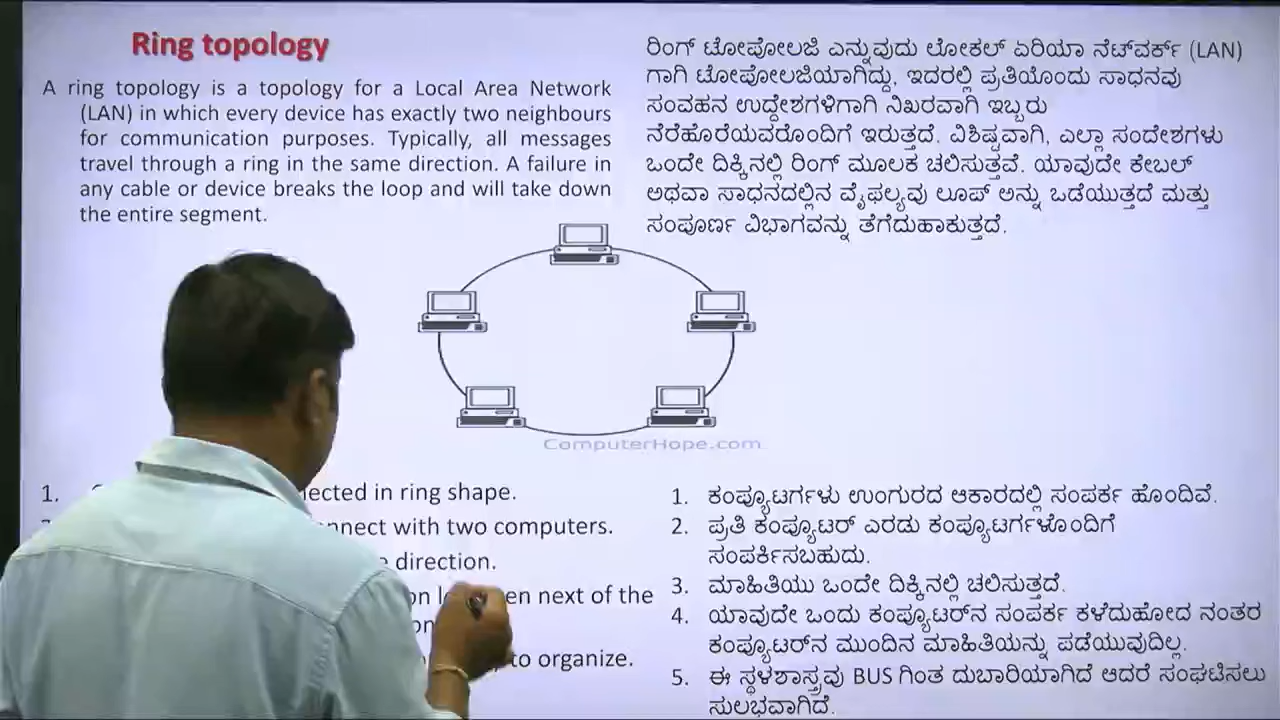 Ring topology
A ring topology is a topology for a Local Area Network
(LAN) in which every device has exactly two neighbours
for communication purposes. Typically, all messages
travel through a ring in the same direction. A failure in
any cable or device breaks the loop and will take down
the entire segment.
ರಿಂಗ್ ಟೋಪೋಲಜಿ ಎನ್ನುವುದು ಲೋಕಲ್ ಏರಿಯಾ ನೆಟ್‌ವರ್ಕ್ (LAN)
ಗಾಗಿ ಟೋಪೋಲಜಿಯಾಗಿದ್ದು, ಇದರಲ್ಲಿ ಪ್ರತಿಯೊಂದು ಸಾಧನವು
ಸಂವಹನ ಉದ್ದೇಶಗಳಿಗಾಗಿ ನಿಖರವಾಗಿ ಇಬ್ಬರು
ನೆರೆಹೊರೆಯವರೊಂದಿಗೆ ಇರುತ್ತದೆ. ವಿಶಿಷ್ಟವಾಗಿ, ಎಲ್ಲಾ ಸಂದೇಶಗಳು
ಒಂದೇ ದಿಕ್ಕಿನಲ್ಲಿ ರಿಂಗ್ ಮೂಲಕ ಚಲಿಸುತ್ತವೆ. ಯಾವುದೇ ಕೇಬಲ್
ಅಥವಾ ಸಾಧನದಲ್ಲಿನ ವೈಫಲ್ಯವು ಲೂಪ್ ಅನ್ನು ಒಡೆಯುತ್ತದೆ ಮತ್ತು
ಸಂಪೂರ್ಣ ವಿಭಾಗವನ್ನು ತೆಗೆದುಹಾಕುತ್ತದೆ.
ComputerHope.com
1. in ring shape.
with two computers.
direction.
next of the
to organize.
1. ಕಂಪ್ಯೂಟರ್ಗಳು ಉಂಗುರದ ಆಕಾರದಲ್ಲಿ ಸಂಪರ್ಕ ಹೊಂದಿವೆ.
2. ಪ್ರತಿ ಕಂಪ್ಯೂಟರ್ ಎರಡು ಕಂಪ್ಯೂಟರ್ಗಳೊಂದಿಗೆ
ಸಂಪರ್ಕಿಸಬಹುದು.
3. ಮಾಹಿತಿಯು ಒಂದೇ ದಿಕ್ಕಿನಲ್ಲಿ ಚಲಿಸುತ್ತದೆ.
4. ಯಾವುದೇ ಒಂದು ಕಂಪ್ಯೂಟರ್‌ನ ಸಂಪರ್ಕ ಕಳೆದುಹೋದ ನಂತರ
ಕಂಪ್ಯೂಟರ್‌ನ ಮುಂದಿನ ಮಾಹಿತಿಯನ್ನು ಪಡೆಯುವುದಿಲ್ಲ.
5. ಈ ಸ್ಥಳಶಾಸ್ತ್ರವು BUS ಗಿಂತ ದುಬಾರಿಯಾಗಿದೆ ಆದರೆ ಸಂಘಟಿಸಲು
ಸುಲಭವಾಗಿದೆ.